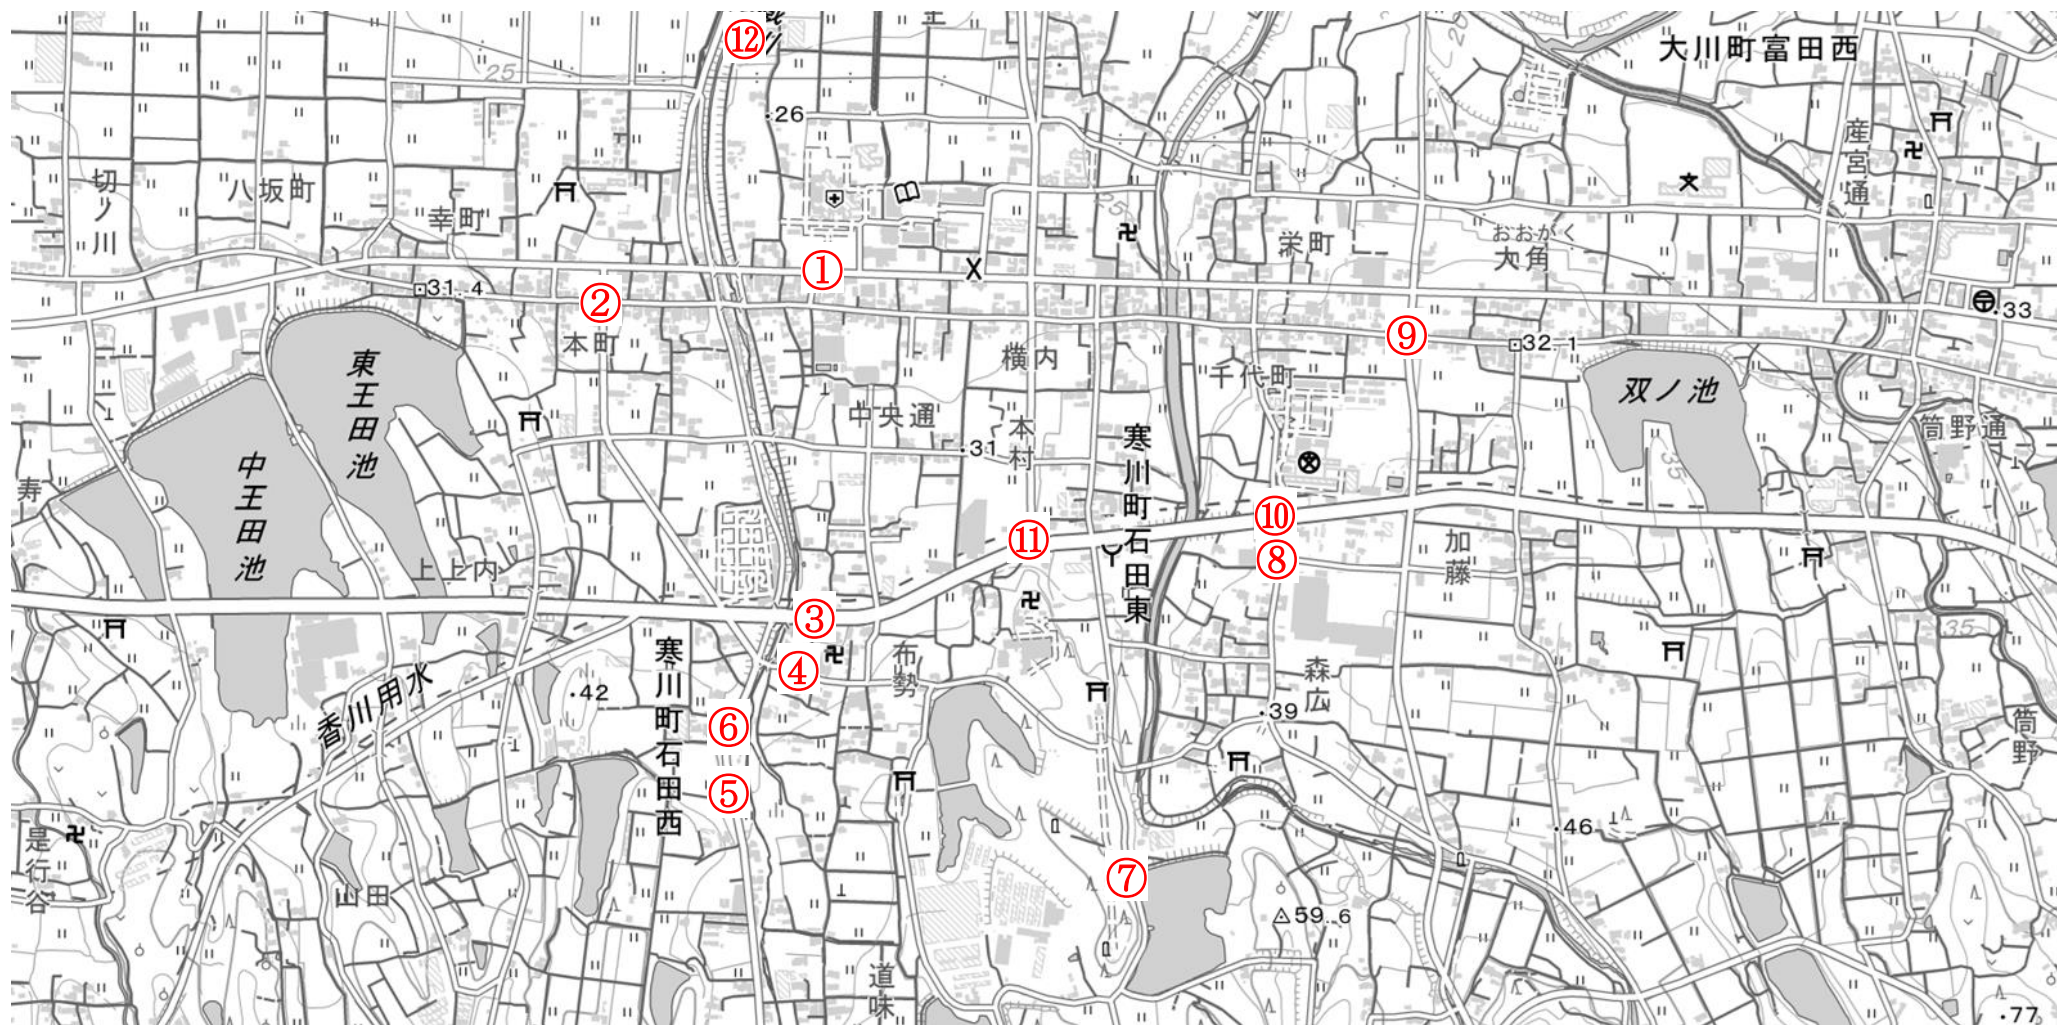 ⑫
大川町富田西
25
20
26
産宮通
切ノ川
八坂町
幸町
25
栄町
おおがく
大角
①
31.4
②
33
⑨
32.1
本町
横内
千代町
双ノ池
東王田池
中央通
筒野通
31
本村
寒川町石田東
35
中王田池
寿
⑩
⑪
⑧
加藤
上上内
③
35
寒川町石田西
布勢
④
森広
香川用水
42
39
⑥
筒野
⑤
46
是行谷
⑦
山田
59.6
道味
77